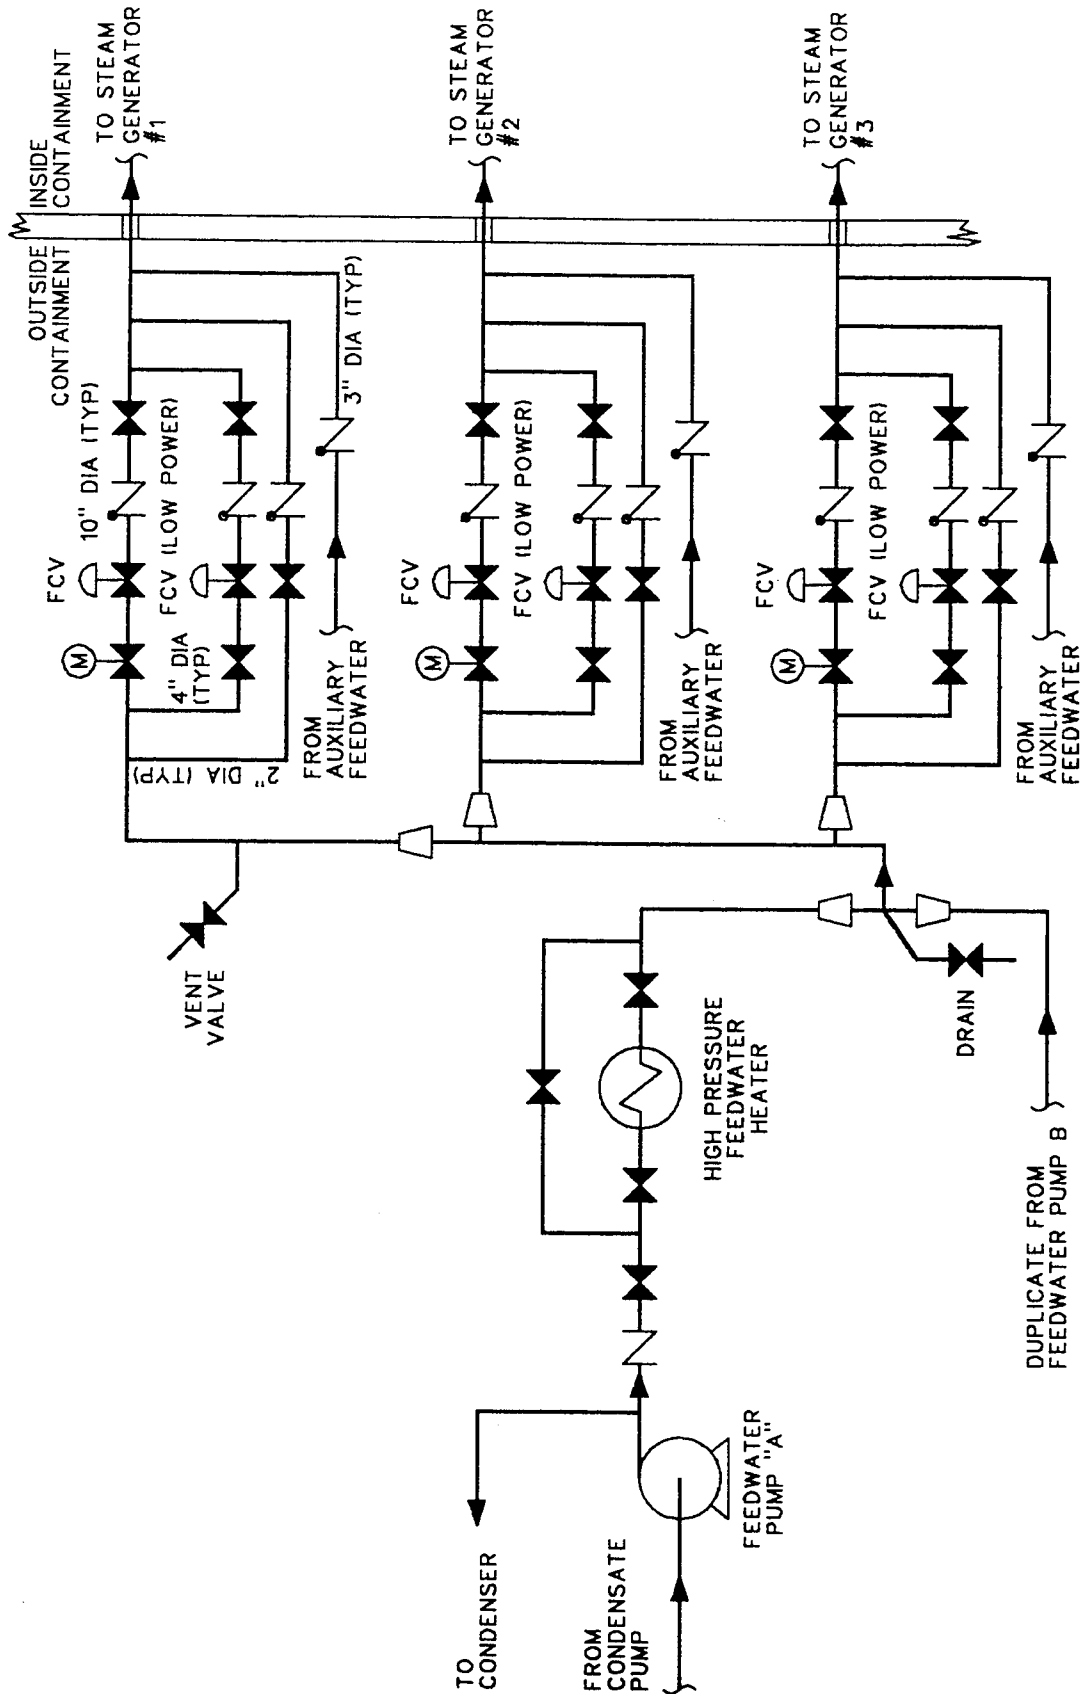 OUTSIDE
CONTAINMENT
INSIDE
CONTAINMENT
TO STEAM
GENERATOR
#1
FCV
10" DIA (TYP)
M
FCV (LOW POWER)
4" DIA
(TYP)
2" DIA (TYP)
3" DIA (TYP)
FROM
AUXILIARY
FEEDWATER
TO STEAM
GENERATOR
#2
FCV
M
FCV (LOW POWER)
FROM
AUXILIARY
FEEDWATER
TO STEAM
GENERATOR
#3
FCV
M
FCV (LOW POWER)
FROM
AUXILIARY
FEEDWATER
VENT
VALVE
HIGH PRESSURE
FEEDWATER
HEATER
DRAIN
DUPLICATE FROM
FEEDWATER PUMP B
TO
CONDENSER
FROM
CONDENSATE
PUMP
FEEDWATER
PUMP "A"